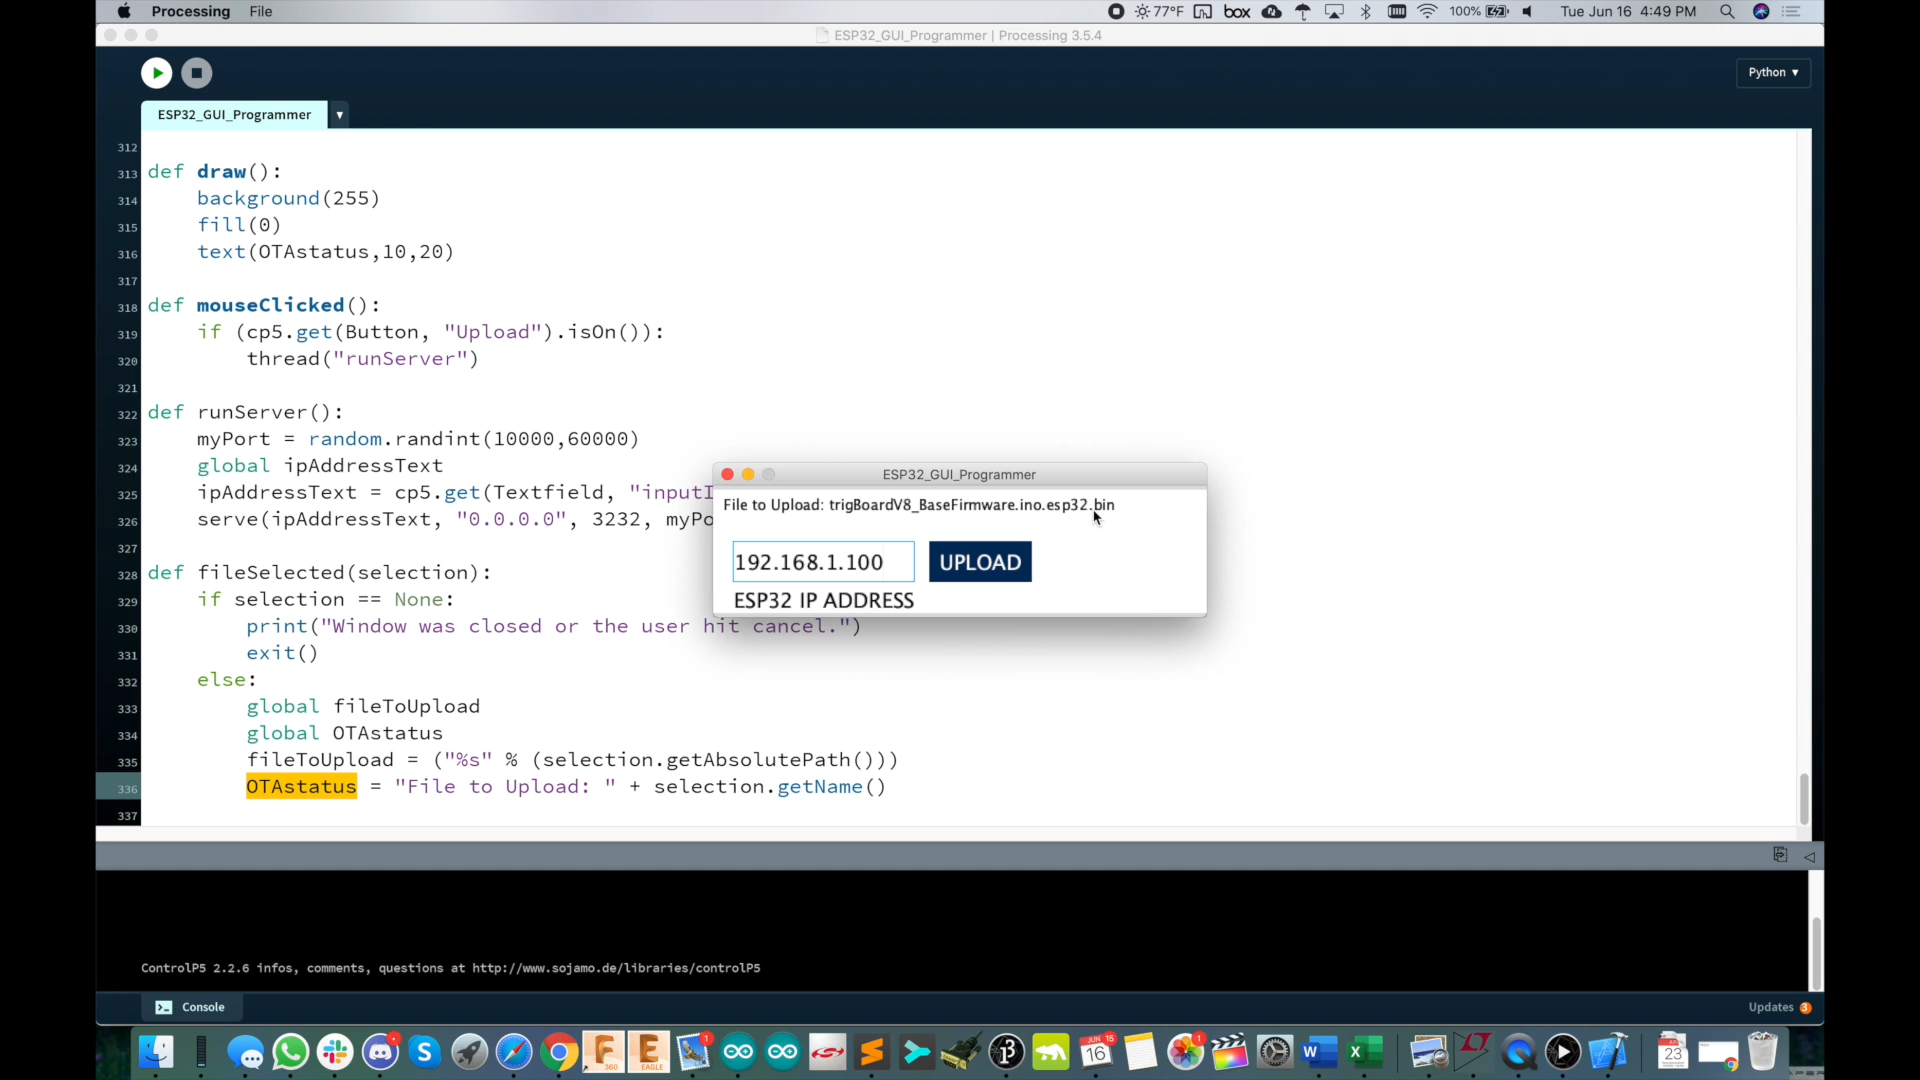 Processing File 77°F box 100% Tue Jun 16 4:49 PM
ESP32_GUI_Programmer | Processing 3.5.4
Python ▼
ESP32_GUI_Programmer ▼
312
313 def draw():
314 background(255)
315 fill(0)
316 text(OTAstatus,10,20)
317
318 def mouseClicked():
319 if (cp5.get(Button, "Upload").isOn()):
320 thread("runServer")
321
322 def runServer():
323 myPort = random.randint(10000,60000)
324 global ipAddressText
325 ipAddressText = cp5.get(Textfield, "inputI
326 serve(ipAddressText, "0.0.0.0", 3232, myPo
327
328 def fileSelected(selection):
329 if selection == None:
330 print("Window was closed or the user hit cancel.")
331 exit()
332 else:
333 global fileToUpload
334 global OTAstatus
335 fileToUpload = ("%s" % (selection.getAbsolutePath()))
336 OTAstatus = "File to Upload: " + selection.getName()
337
ESP32_GUI_Programmer
File to Upload: trigBoardV8_BaseFirmware.ino.esp32.bin
192.168.1.100 UPLOAD
ESP32 IP ADDRESS
ControlP5 2.2.6 infos, comments, questions at http://www.sojamo.de/libraries/controlP5
Console
Updates 3